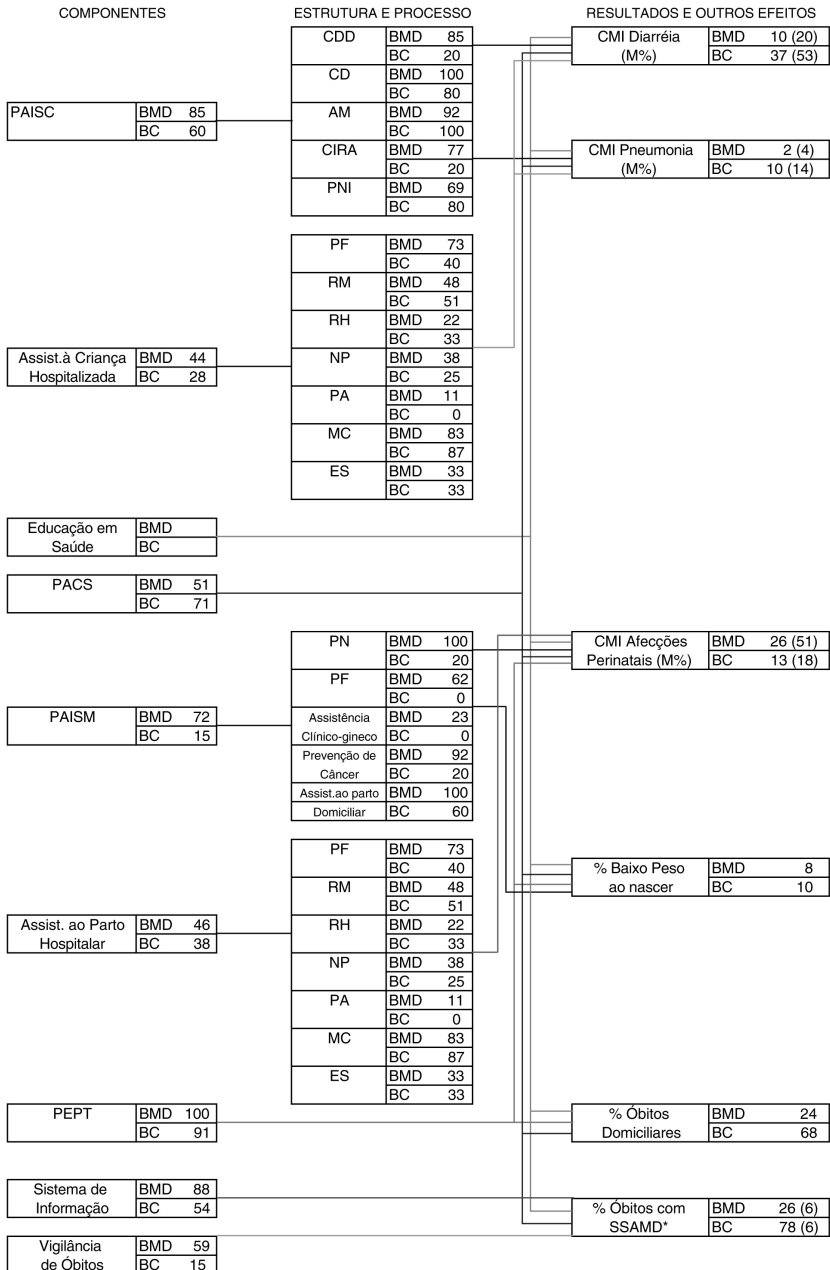 COMPONENTES
ESTRUTURA E PROCESSO
RESULTADOS E OUTROS EFEITOS
PAISC BMD 85
BC 60
Assist.à Criança BMD 44
Hospitalizada BC 28
Educação em BMD
Saúde BC
PACS BMD 51
BC 71
PAISM BMD 72
BC 15
Assist. ao Parto BMD 46
Hospitalar BC 38
PEPT BMD 100
BC 91
Sistema de BMD 88
Informação BC 54
Vigilância BMD 59
de Óbitos BC 15
CDD BMD 85
BC 20
CD BMD 100
BC 80
AM BMD 92
BC 100
CIRA BMD 77
BC 20
PNI BMD 69
BC 80
PF BMD 73
BC 40
RM BMD 48
BC 51
RH BMD 22
BC 33
NP BMD 38
BC 25
PA BMD 11
BC 0
MC BMD 83
BC 87
ES BMD 33
BC 33
PN BMD 100
BC 20
PF BMD 62
BC 0
Assistência BMD 23
Clínico-gineco BC 0
Prevenção de BMD 92
Câncer BC 20
Assist.ao parto BMD 100
Domiciliar BC 60
PF BMD 73
BC 40
RM BMD 48
BC 51
RH BMD 22
BC 33
NP BMD 38
BC 25
PA BMD 11
BC 0
MC BMD 83
BC 87
ES BMD 33
BC 33
CMI Diarréia BMD 10 (20)
(M%) BC 37 (53)
CMI Pneumonia BMD 2 (4)
(M%) BC 10 (14)
CMI Afecções BMD 26 (51)
Perinatais (M%) BC 13 (18)
% Baixo Peso BMD 8
ao nascer BC 10
% Óbitos BMD 24
Domiciliares BC 68
% Óbitos com BMD 26 (6)
SSAMD* BC 78 (6)